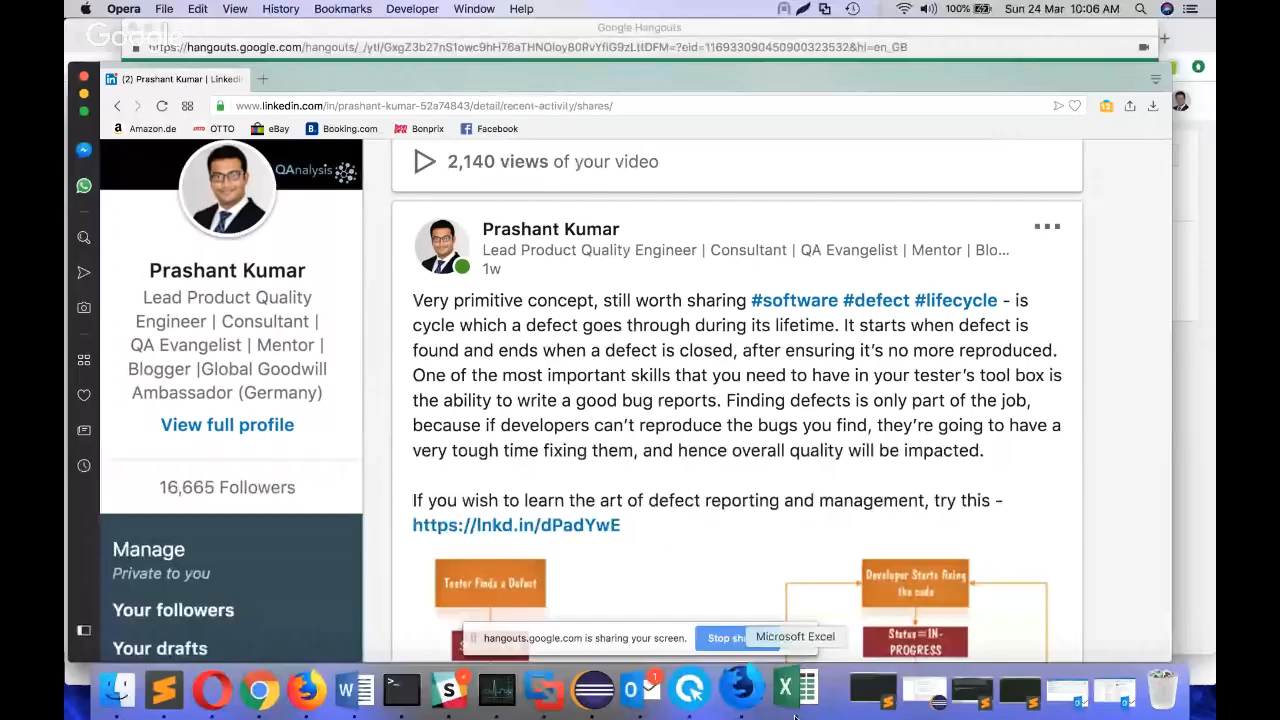 Opera File Edit View History Bookmarks Developer Window Help
100% Sun 24 Mar 10:06 AM
Google Hangouts
(2) Prashant Kumar | LinkedIn
www.linkedin.com/in/prashant-kumar-52a74843/detail/recent-activity/shares/
Amazon.de OTTO eBay Booking.com Bonprix Facebook
QAnalysis
Prashant Kumar
Lead Product Quality
Engineer | Consultant |
QA Evangelist | Mentor |
Blogger |Global Goodwill
Ambassador (Germany)
View full profile
16,665 Followers
Manage
Private to you
Your followers
Your drafts
2,140 views of your video
Prashant Kumar
Lead Product Quality Engineer | Consultant | QA Evangelist | Mentor | Blo...
1w
Very primitive concept, still worth sharing #software #defect #lifecycle - is
cycle which a defect goes through during its lifetime. It starts when defect is
found and ends when a defect is closed, after ensuring it’s no more reproduced.
One of the most important skills that you need to have in your tester’s tool box is
the ability to write a good bug reports. Finding defects is only part of the job,
because if developers can’t reproduce the bugs you find, they’re going to have a
very tough time fixing them, and hence overall quality will be impacted.
If you wish to learn the art of defect reporting and management, try this -
https://lnkd.in/dPadYwE
Tester Finds a Defect
Developer Starts fixing
the code
Status=IN-
PROGRESS
hangouts.google.com is sharing your screen.
Stop sha
Microsoft Excel